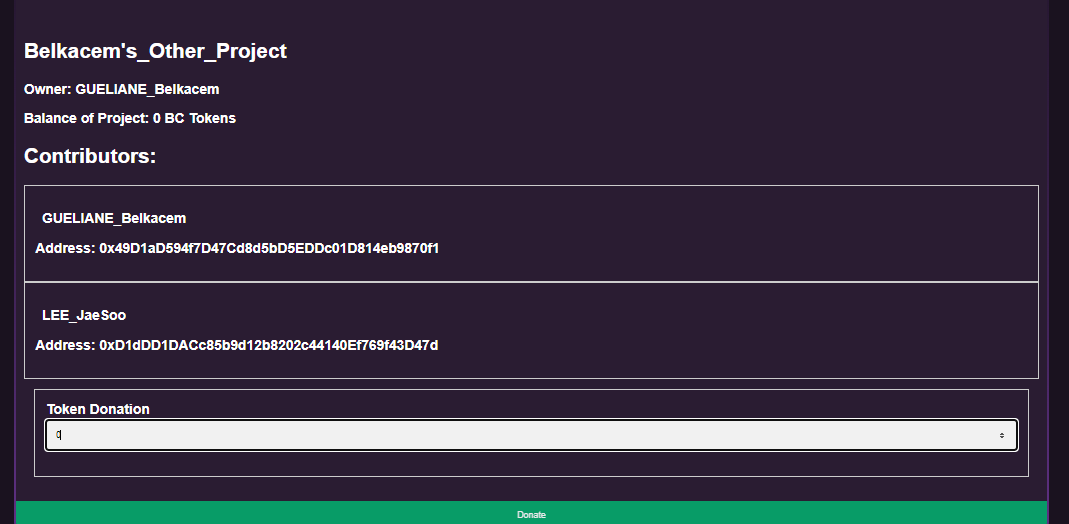 Belkacem's_Other_Project
Owner: GUELIANE_Belkacem
Balance of Project: 0 BC Tokens
Contributors:
GUELIANE_Belkacem
Address: 0x49D1aD594f7D47Cd8d5bD5EDDc01D814eb9870f1
LEE_JaeSoo
Address: 0xD1dDD1DACc85b9d12b8202c44140Ef769f43D47d
Token Donation
0
Donate